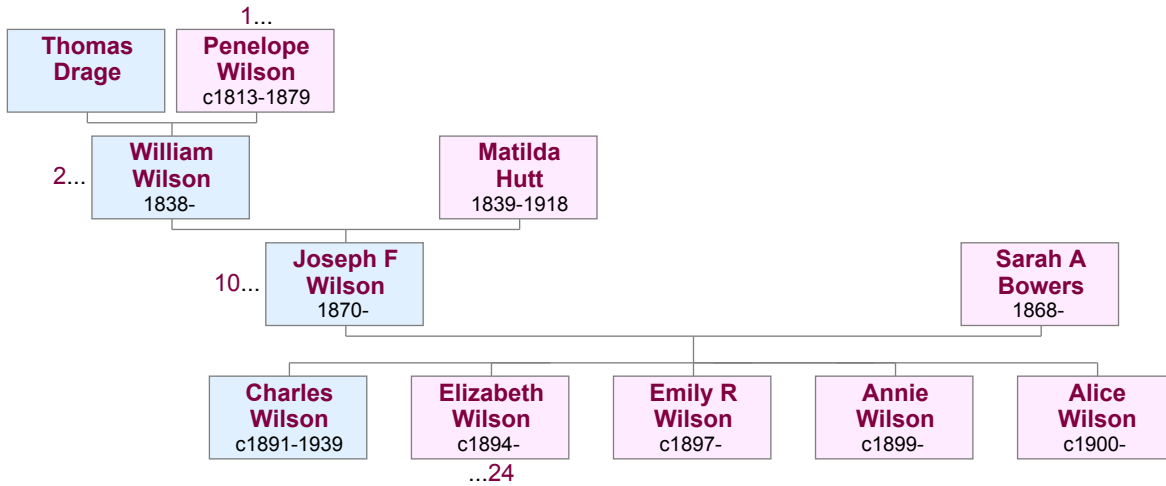 1...
Thomas
Drage
Penelope
Wilson
c1813-1879
2...
William
Wilson
1838-
Matilda
Hutt
1839-1918
10...
Joseph F
Wilson
1870-
Sarah A
Bowers
1868-
Charles
Wilson
c1891-1939
Elizabeth
Wilson
c1894-
Emily R
Wilson
c1897-
Annie
Wilson
c1899-
Alice
Wilson
c1900-
...24